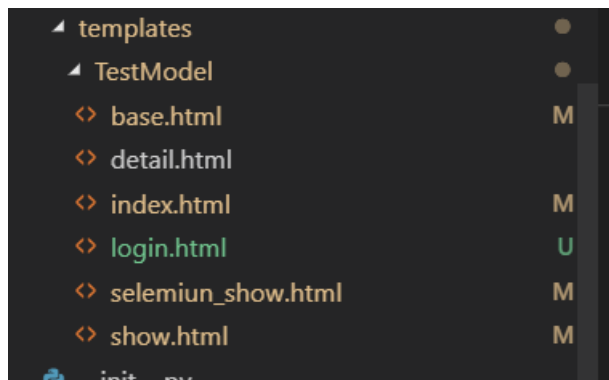 templates
TestModel
base.html M
detail.html
index.html M
login.html U
selemiun_show.html M
show.html M